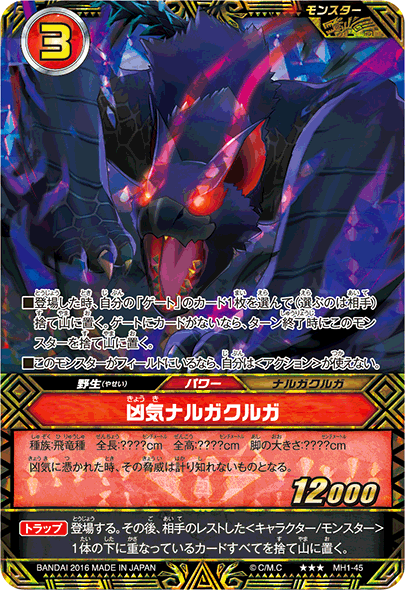 3
モンスター
■登場した時、自分の「ゲート」のカード1枚を選んで(選ぶのは相手)
捨て山に置く。ゲートにカードがないなら、ターン終了時にこのモン
スターを捨て山に置く。
■このモンスターがフィールドにいるなら、自分は<アクション>が使えない。
野生(やせい) パワー ナルガクルガ
凶気ナルガクルガ
種族:飛竜種 全長:????cm 全高:????cm 脚の大きさ:????cm
凶気に憑かれた時、その脅威は計り知れないものとなる。
12000
トラップ 登場する。その後、相手のレストした<キャラクター/モンスター>
1体の下に重なっているカードすべてを捨て山に置く。
BANDAI 2016 MADE IN JAPAN ©C/M.C ★★★ MH1-45